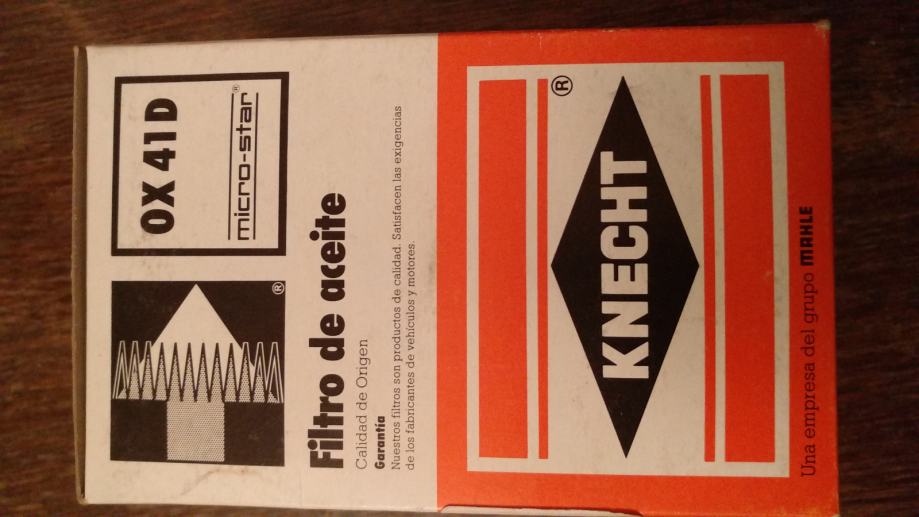 OX 41 D
micro-star®
®
Filtro de aceite
Calidad de Origen
Garantía
Nuestros filtros son productos de calidad. Satisfacen las exigencias
de los fabricantes de vehículos y motores.
®
KNECHT
Una empresa del grupo MAHLE